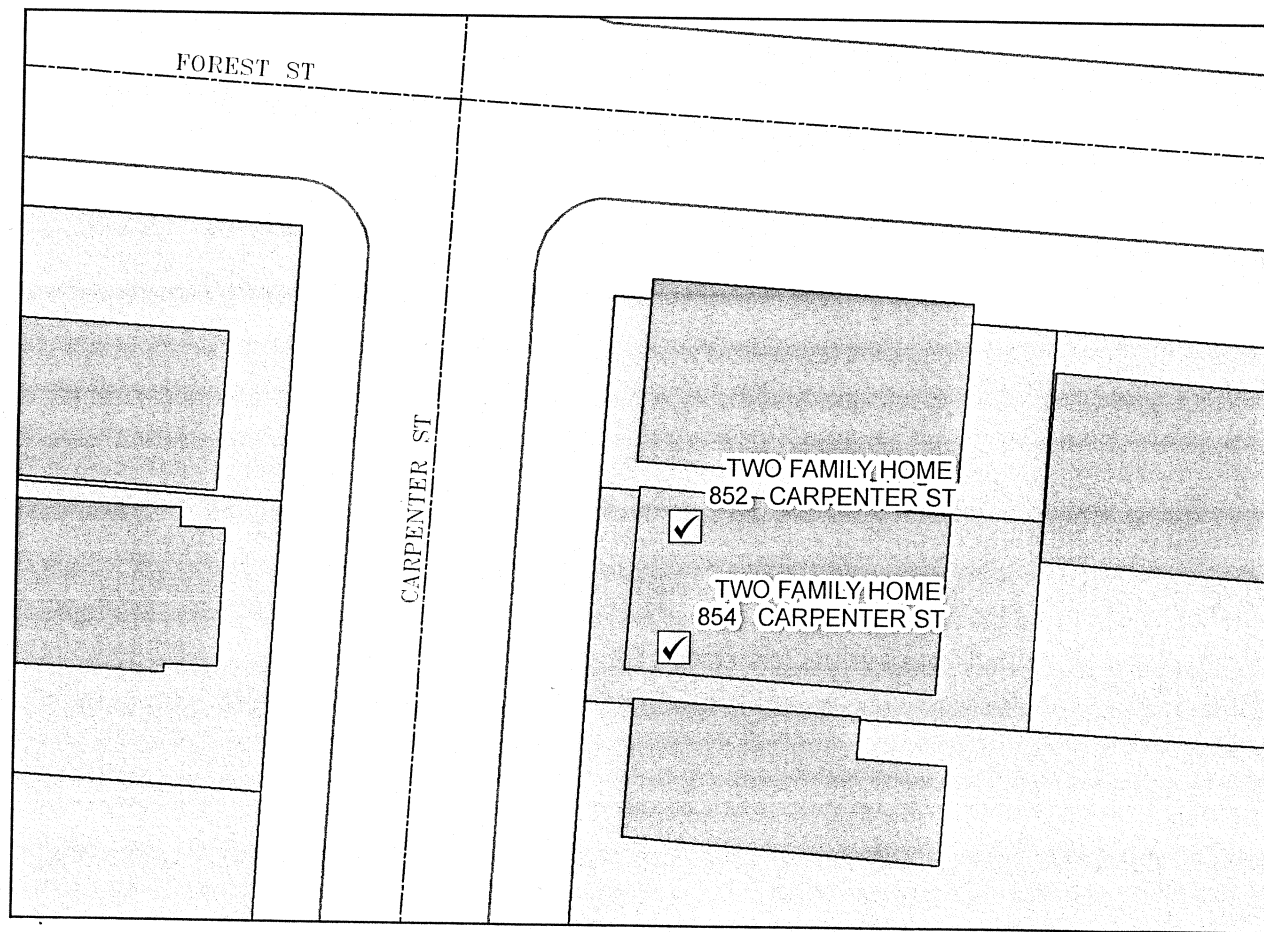 FOREST ST
CARPENTER ST
TWO FAMILY HOME
852 CARPENTER ST
TWO FAMILY HOME
854 CARPENTER ST